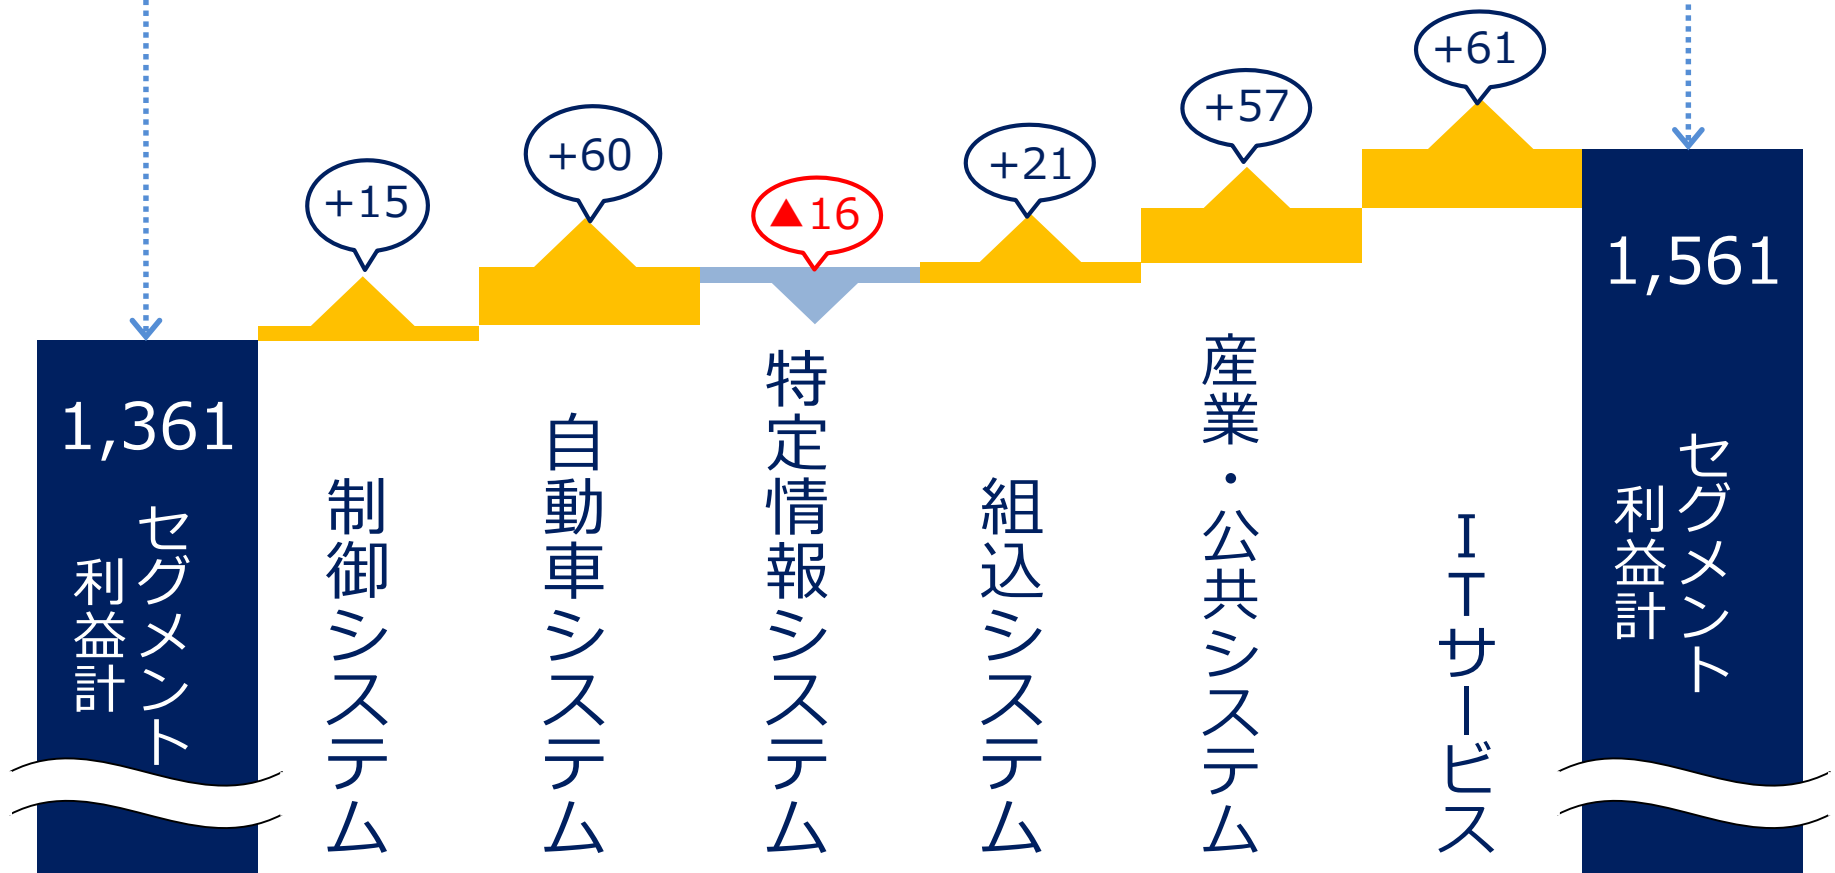 +15
+60
▲16
+21
+57
+61
1,361
セグメント
利益計
制御システム
自動車システム
特定情報システム
組込システム
産業・公共システム
ITサービス
1,561
セグメント
利益計